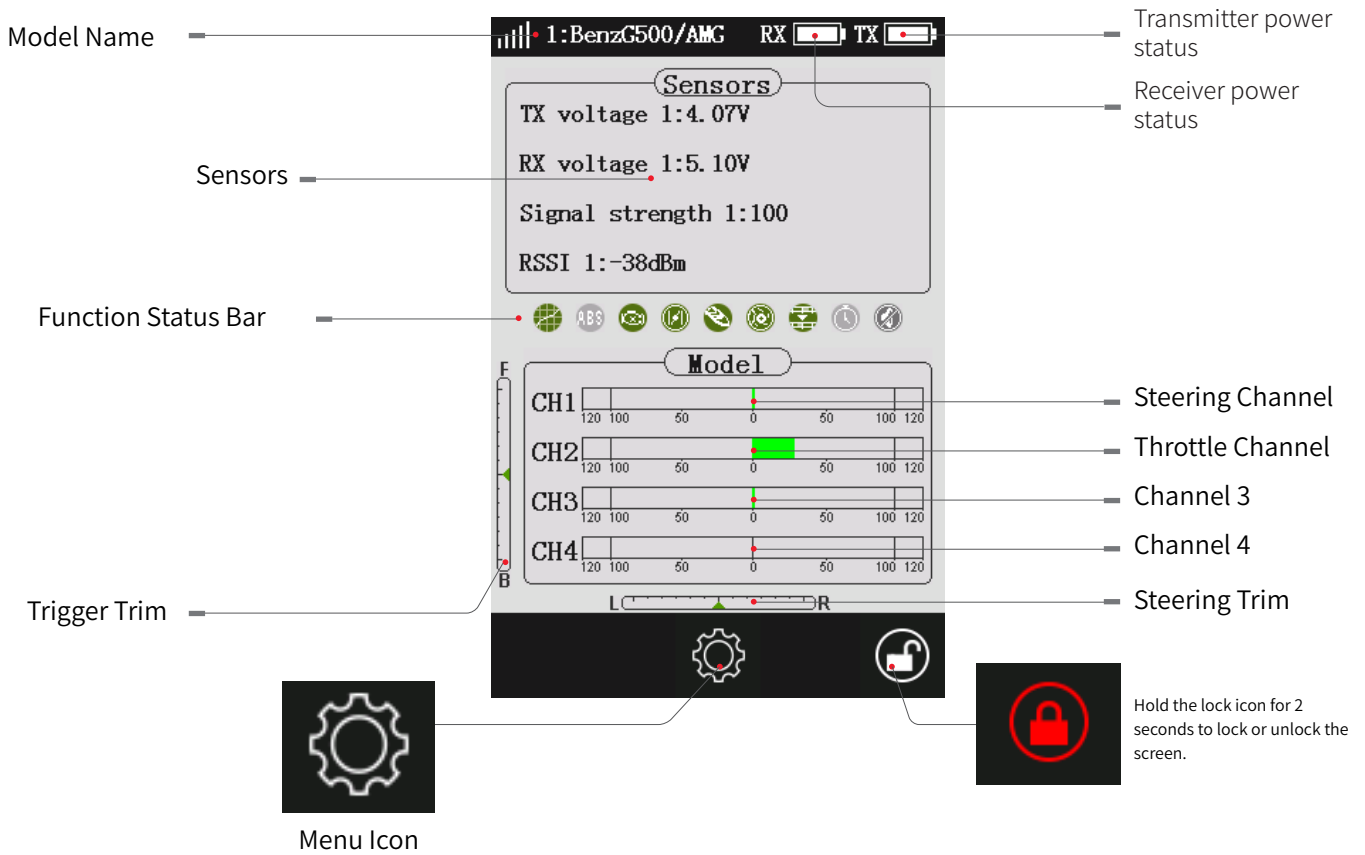 Model Name
1:BenzG500/AMG RX TX
Transmitter power
status
Receiver power
status
Sensors
TX voltage 1:4.07V
RX voltage 1:5.10V
Signal strength 1:100
RSSI 1:-38dBm
Sensors
Function Status Bar
ABS
Model
F
B
CH1
120 100 50 0 50 100 120
CH2
120 100 50 0 50 100 120
CH3
120 100 50 0 50 100 120
CH4
120 100 50 0 50 100 120
L R
Steering Channel
Throttle Channel
Channel 3
Channel 4
Steering Trim
Trigger Trim
Menu Icon
Hold the lock icon for 2
seconds to lock or unlock the
screen.